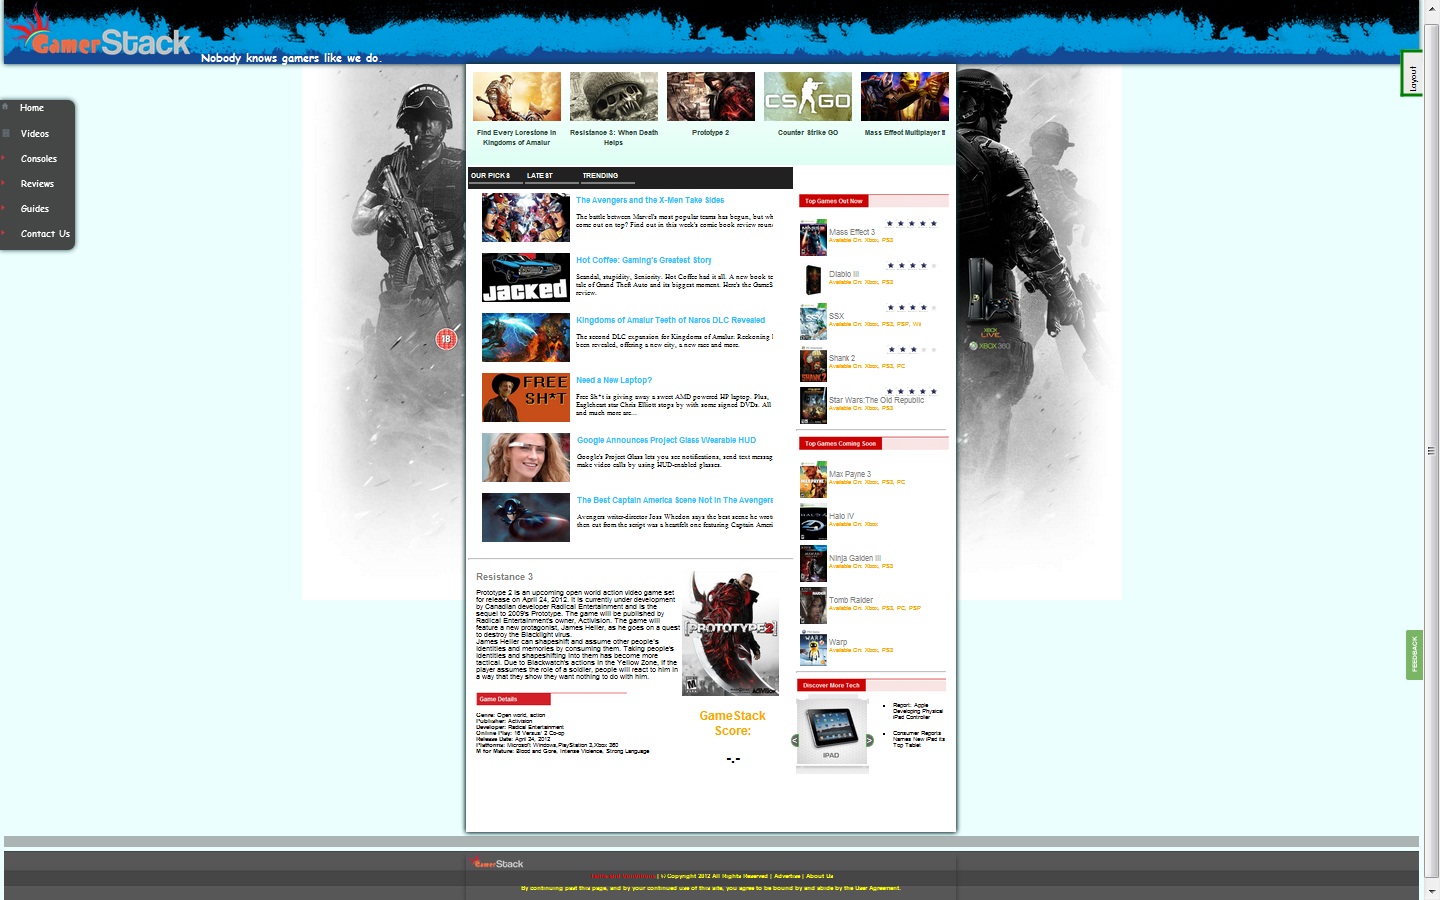 GamerStack
Nobody knows gamers like we do.
Layout
Home
Videos
Consoles
Reviews
Guides
Contact Us
CS GO
Find Every Lorestone in
Kingdoms of Amalur
Resistance 3: When Death
Helps
Prototype 2
Counter Strike GO
Mass Effect Multiplayer II
OUR PICKS
LATEST
TRENDING
The Avengers and the X-Men Take Sides
The battle between Marvel's most popular teams has begun, but wh
come out on top? Find out in this week's comic book review roun
JACKED
Hot Coffee: Gaming's Greatest Story
Scandal, stupidity, Seniority. Hot Coffee had it all. A new book te
tale of Grand Theft Auto and its biggest moment. Here's the GameS
review.
Kingdoms of Amalur Teeth of Naros DLC Revealed
The second DLC expansion for Kingdoms of Amalur: Reckoning l
been revealed, offering a new city, a new race and more.
FREE
SH*T
Need a New Laptop?
Free Sh*t is giving away a sweet AMD powered HP laptop. Plus,
Eagleheart star Chris Elliott stops by with some signed DVDs. All
and much more are...
Google Announces Project Glass Wearable HUD
Google's Project Glass lets you see notifications, send text messag
make video calls by using HUD-enabled glasses.
The Best Captain America Scene Not In The Avengers
Avengers writer-director Joss Whedon says the best scene he wrot
then cut from the script was a heartfelt one featuring Captain Ameri
18
XBOX
LIVE
XBOX 360
Top Games Out Now
Mass Effect 3
Available On: Xbox, PS3
Diablo III
Available On: Xbox, PS3
SSX
Available On: Xbox, PS3, PSP, Wii
SHANK 2
Shank 2
Available On: Xbox, PS3, PC
Star Wars:The Old Republic
Available On: Xbox, PS3
Top Games Coming Soon
MAX PAYNE
Max Payne 3
Available On: Xbox, PS3, PC
HALO 4
Halo IV
Available On: Xbox
Ninja Gaiden III
Available On: Xbox, PS3
Tomb Raider
Available On: Xbox, PS3, PC, PSP
WARP
Warp
Available On: Xbox, PS3
Resistance 3
Prototype 2 is an upcoming open world action video game set
for release on April 24, 2012. It is currently under development
by Canadian developer Radical Entertainment and is the
sequel to 2009's Prototype. The game will be published by
Radical Entertainment's owner, Activision. The game will
feature a new protagonist, James Heller, as he goes on a quest
to destroy the Blacklight virus.
James Heller can shapeshift and assume other people's
identities and memories by consuming them. Taking people's
identities and shapeshifting into them has become more
tactical. Due to Blackwatch's actions in the Yellow Zone, if the
player assumes the role of a soldier, people will react to him in
a way that they show they want nothing to do with him.
[PROTOTYPE 2]
M
ACTIVISION
Game Details
Genre: Open world, action
Publisher: Activision
Developer: Radical Entertainment
Online Play: 16 Versus/ 2 Co-op
Release Date: April 24, 2012
Platforms: Microsoft Windows,PlayStation 2,Xbox 360
M for Mature: Blood and Gore, Intense Violence, Strong Language
GameStack
Score:
-.-
Discover More Tech
<
>
IPAD
Report: Apple
Developing Physical
iPad Controller
Consumer Reports
Names New iPad its
Top Tablet
FEEDBACK
GamerStack
| © Copyright 2012 All Rights Reserved | Advertise | About Us
By continuing past this page, and by your continued use of this site, you agree to be bound by and abide by the User Agreement.